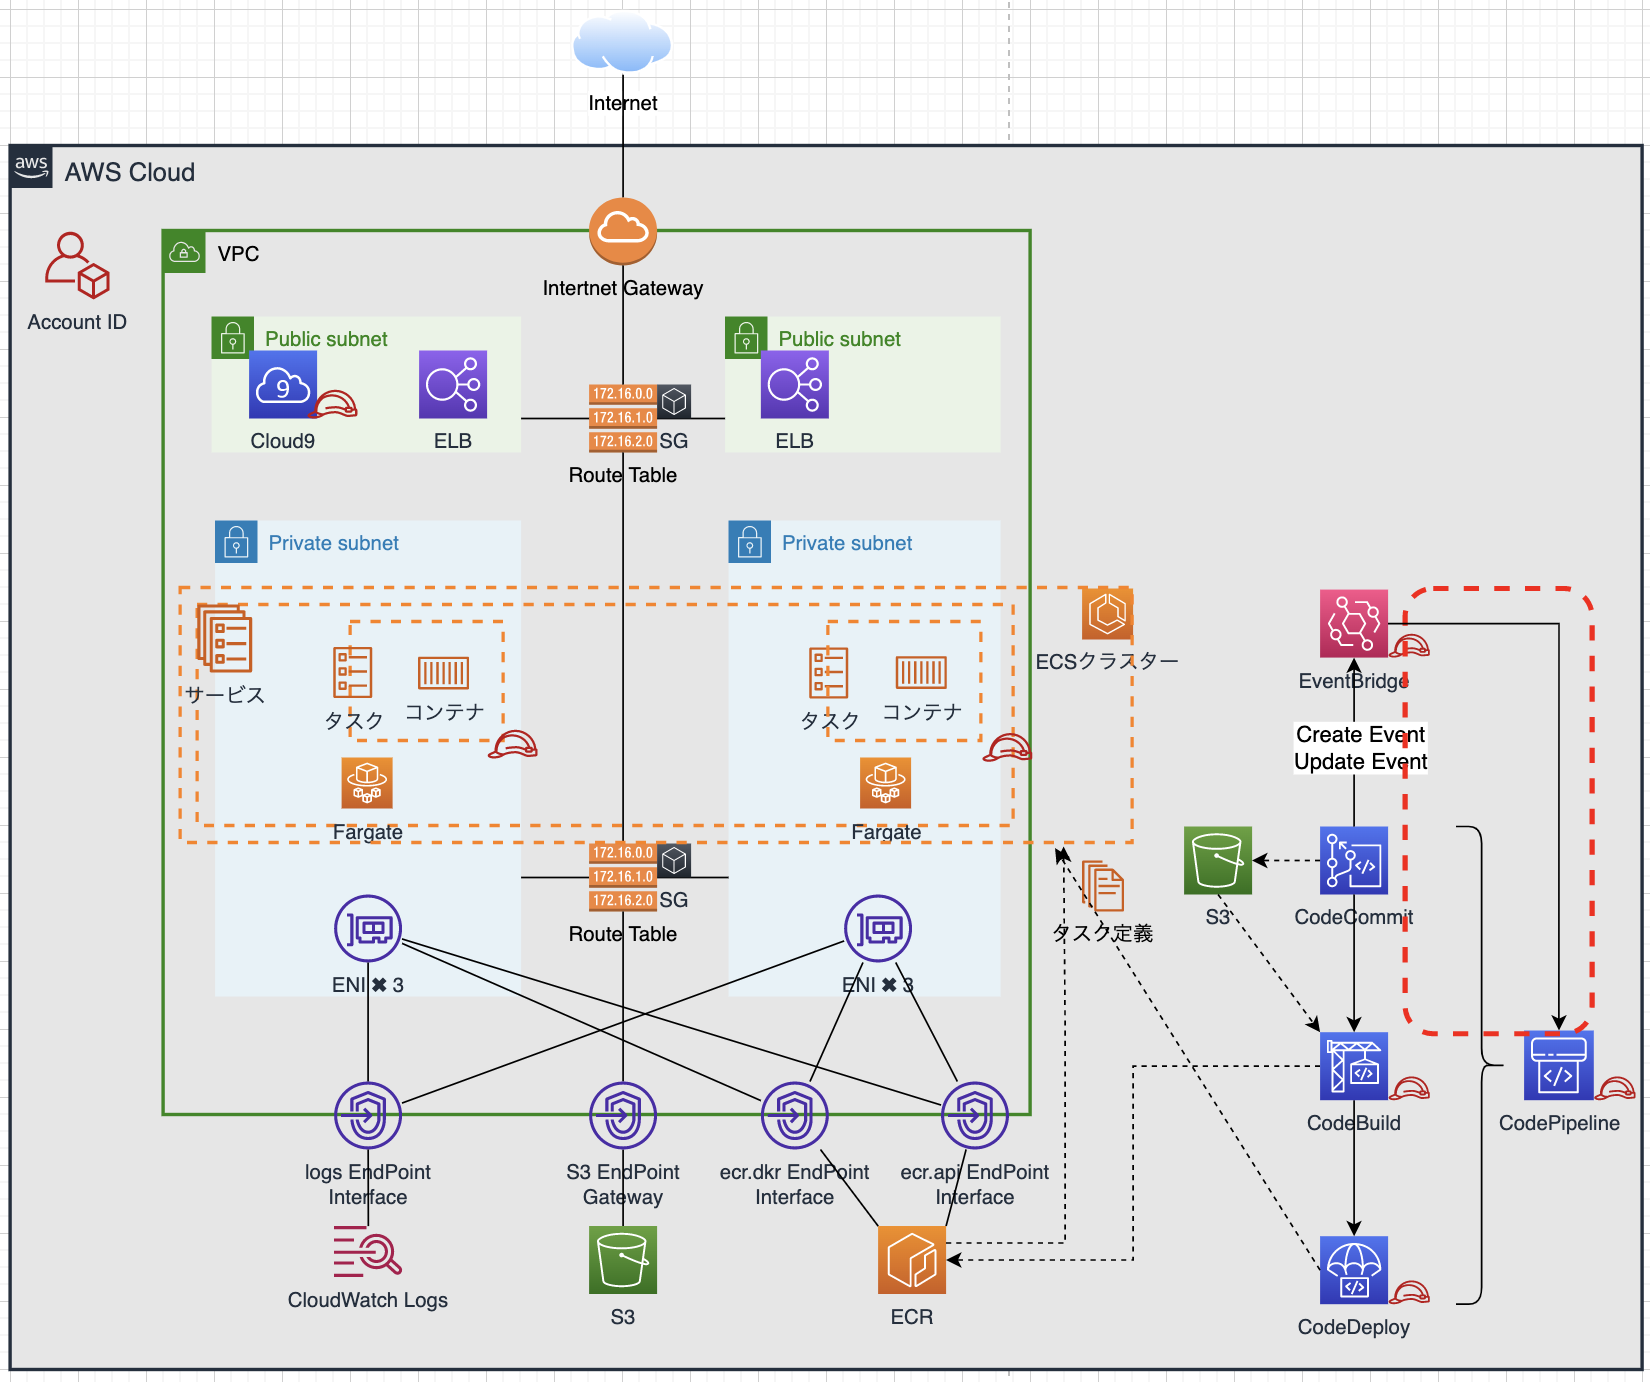 Internet
aws
AWS Cloud
Account ID
VPC
Intertnet Gateway
Public subnet
Public subnet
9
Cloud9
ELB
172.16.0.0
172.16.1.0
172.16.2.0
SG
Route Table
ELB
Private subnet
Private subnet
サービス
タスク
コンテナ
Fargate
タスク
コンテナ
Fargate
ECSクラスター
EventBridge
Create Event
Update Event
172.16.0.0
172.16.1.0
172.16.2.0
SG
Route Table
タスク定義
S3
CodeCommit
ENI ✖ 3
ENI ✖ 3
CodeBuild
CodePipeline
logs EndPoint
Interface
S3 EndPoint
Gateway
ecr.dkr EndPoint
Interface
ecr.api EndPoint
Interface
CloudWatch Logs
S3
ECR
CodeDeploy